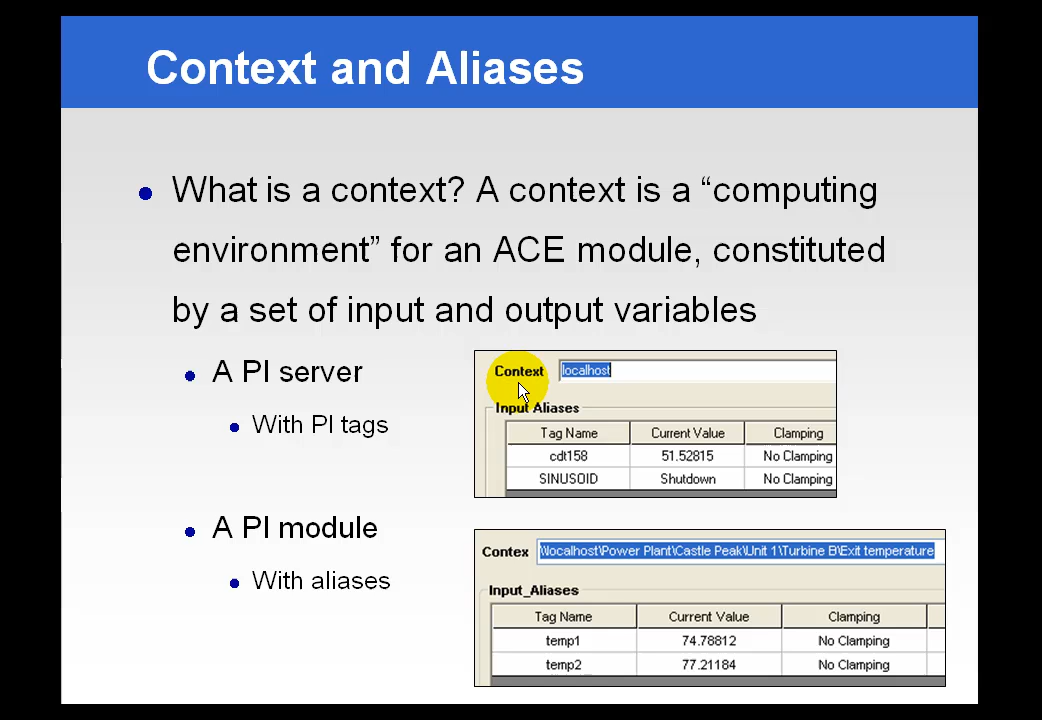 Context and Aliases
What is a context? A context is a “computing
environment” for an ACE module, constituted
by a set of input and output variables
A PI server
With PI tags
Context localhost
Input Aliases
Tag Name Current Value Clamping
cdt158 51.52815 No Clamping
SINUSOID Shutdown No Clamping
A PI module
With aliases
Contex \\localhost\Power Plant\Castle Peak\Unit 1\Turbine B\Exit temperature
Input_Aliases
Tag Name Current Value Clamping
temp1 74.78812 No Clamping
temp2 77.21184 No Clamping